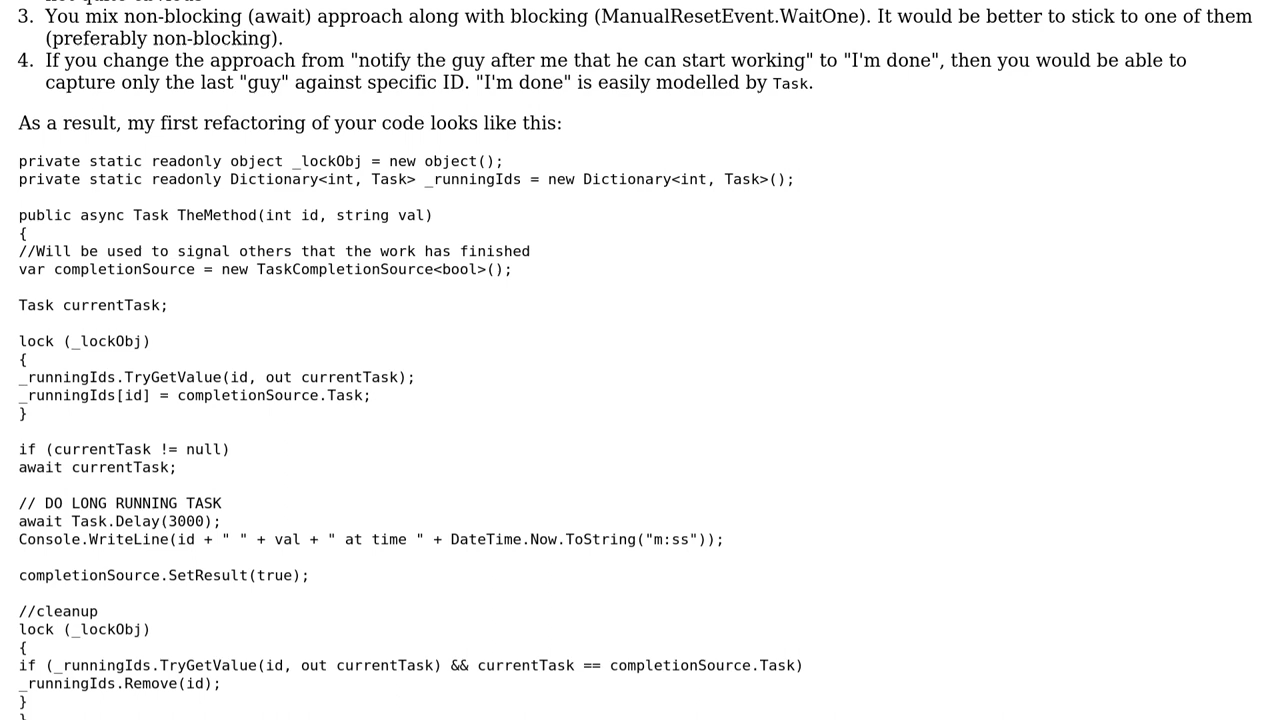 3. You mix non-blocking (await) approach along with blocking (ManualResetEvent.WaitOne). It would be better to stick to one of them
(preferably non-blocking).
4. If you change the approach from "notify the guy after me that he can start working" to "I'm done", then you would be able to
capture only the last "guy" against specific ID. "I'm done" is easily modelled by Task.
As a result, my first refactoring of your code looks like this:
private static readonly object _lockObj = new object();
private static readonly Dictionary<int, Task> _runningIds = new Dictionary<int, Task>();
public async Task TheMethod(int id, string val)
{
//Will be used to signal others that the work has finished
var completionSource = new TaskCompletionSource<bool>();
Task currentTask;
lock (_lockObj)
{
_runningIds.TryGetValue(id, out currentTask);
_runningIds[id] = completionSource.Task;
}
if (currentTask != null)
await currentTask;
// DO LONG RUNNING TASK
await Task.Delay(3000);
Console.WriteLine(id + " " + val + " at time " + DateTime.Now.ToString("m:ss"));
completionSource.SetResult(true);
//cleanup
lock (_lockObj)
{
if (_runningIds.TryGetValue(id, out currentTask) && currentTask == completionSource.Task)
_runningIds.Remove(id);
}
}